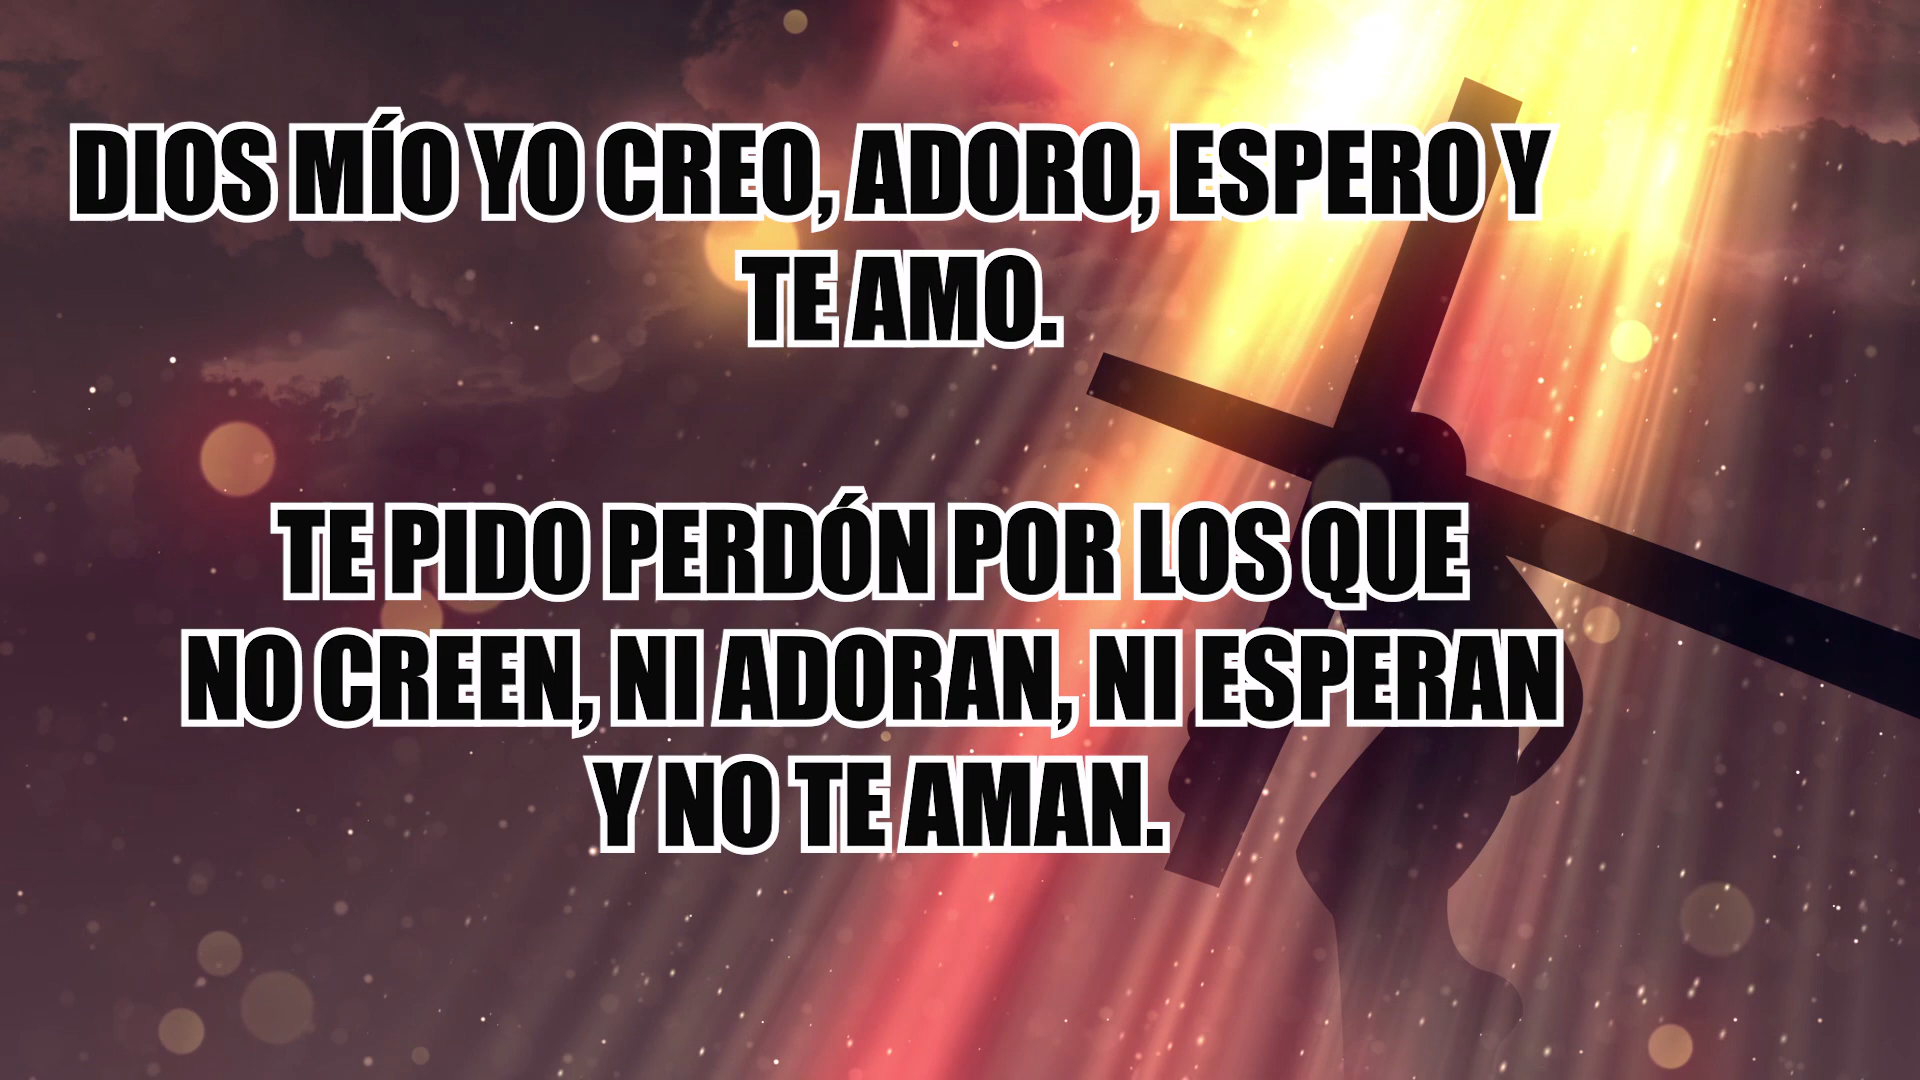 DIOS MÍO YO CREO, ADORO, ESPERO Y
TE AMO.
TE PIDO PERDÓN POR LOS QUE
NO CREEN, NI ADORAN, NI ESPERAN
Y NO TE AMAN.